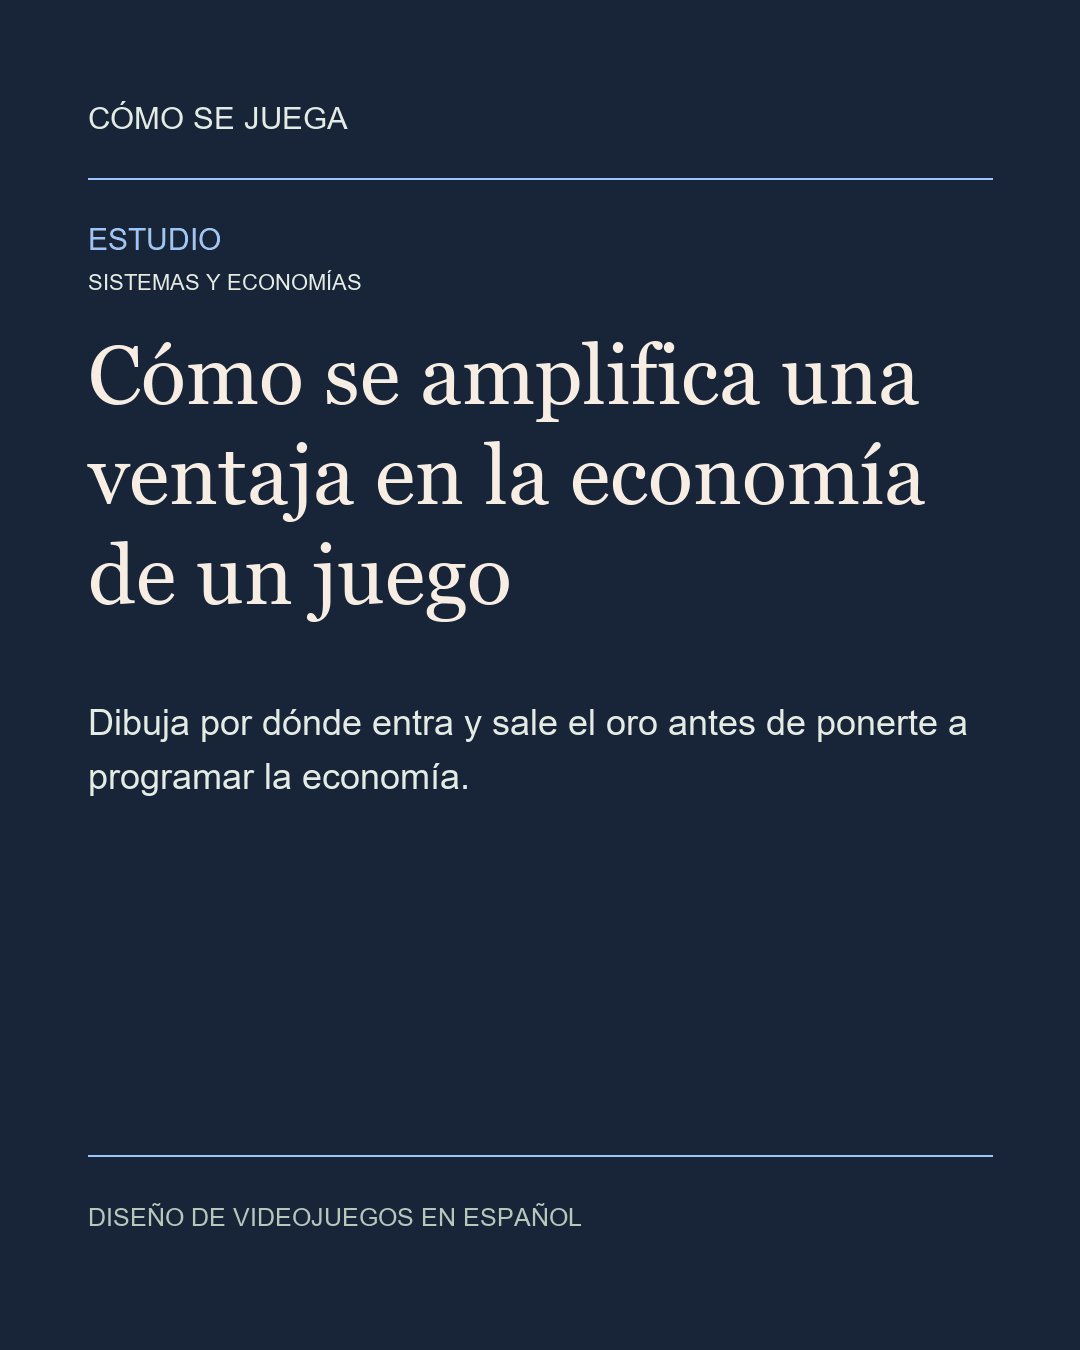 CÓMO SE JUEGA
ESTUDIO
SISTEMAS Y ECONOMÍAS
Cómo se amplifica una
ventaja en la economía
de un juego
Dibuja por dónde entra y sale el oro antes de ponerte a
programar la economía.
DISEÑO DE VIDEOJUEGOS EN ESPAÑOL